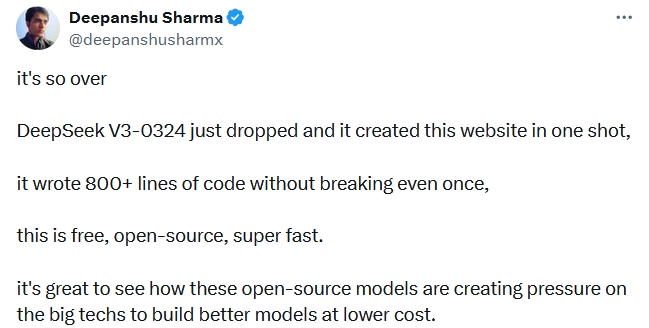 Deepanshu Sharma
@deepanshusharmx
it's so over
DeepSeek V3-0324 just dropped and it created this website in one shot,
it wrote 800+ lines of code without breaking even once,
this is free, open-source, super fast.
it's great to see how these open-source models are creating pressure on
the big techs to build better models at lower cost.